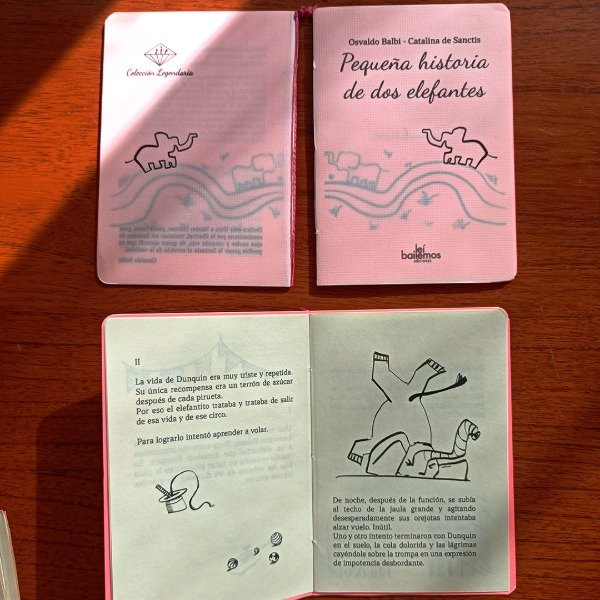 Colección Legendaria
Osvaldo Balbi - Catalina de Sanctis
Pequeña historia
de dos elefantes
leí
bailemos
ediciones
II
La vida de Dunquin era muy triste y repetida.
Su única recompensa era un terrón de azúcar
después de cada pirueta.
Por eso el elefantito trataba y trataba de salir
de esa vida y de ese circo.
Para lograrlo intentó aprender a volar.
De noche, después de la función, se subía
al techo de la jaula grande y agitando
desesperadamente sus orejotas intentaba
alzar vuelo. Inútil.
Uno y otro intento terminaron con Dunquin
en el suelo, la cola dolorida y las lágrimas
cayéndole sobre la trompa en una expresión
de impotencia desbordante.